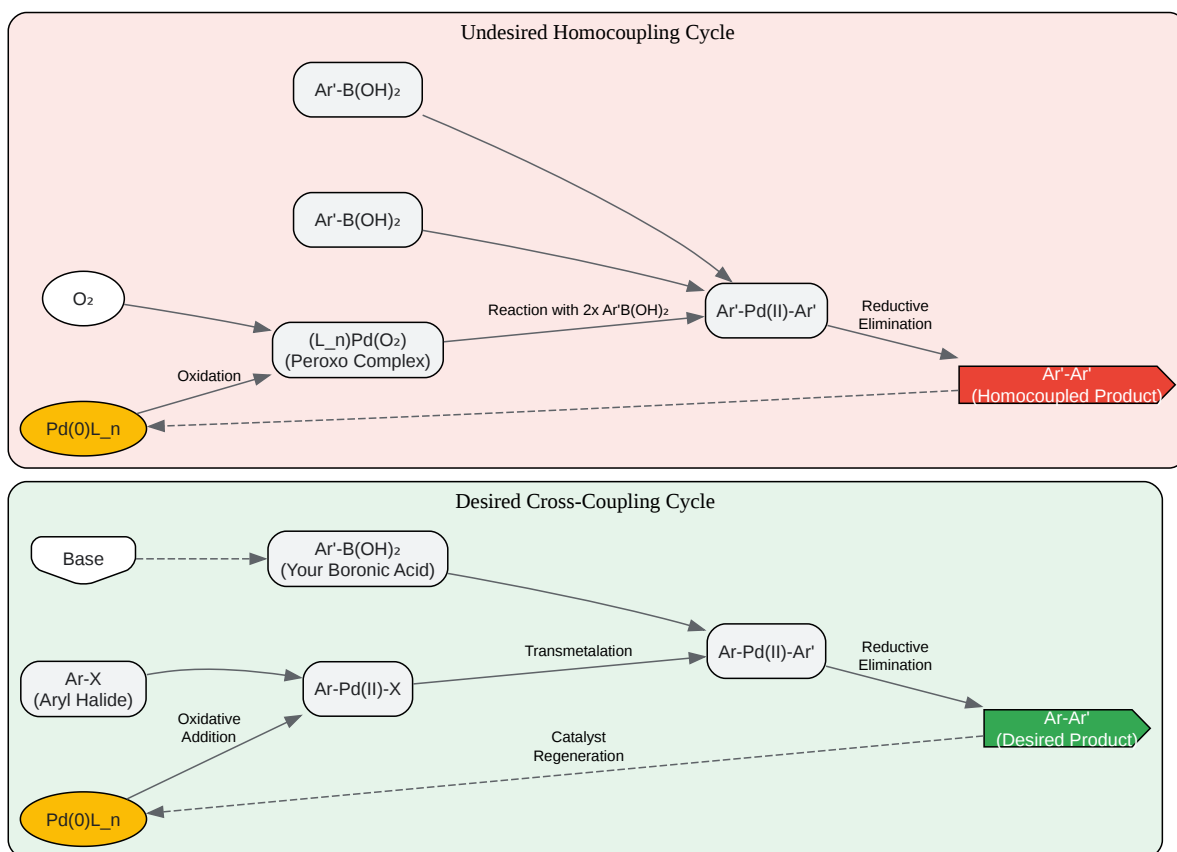 Undesired Homocoupling Cycle
Ar'-B(OH)₂
Ar'-B(OH)₂
O₂
(L_n)Pd(O₂)
(Peroxo Complex)
Oxidation
Pd(0)L_n
Reaction with 2x Ar'B(OH)₂
Ar'-Pd(II)-Ar'
Reductive
Elimination
Ar'-Ar'
(Homocoupled Product)
Desired Cross-Coupling Cycle
Base
Ar'-B(OH)₂
(Your Boronic Acid)
Ar-X
(Aryl Halide)
Ar-Pd(II)-X
Oxidative
Addition
Pd(0)L_n
Transmetalation
Ar-Pd(II)-Ar'
Reductive
Elimination
Ar-Ar'
(Desired Product)
Catalyst
Regeneration